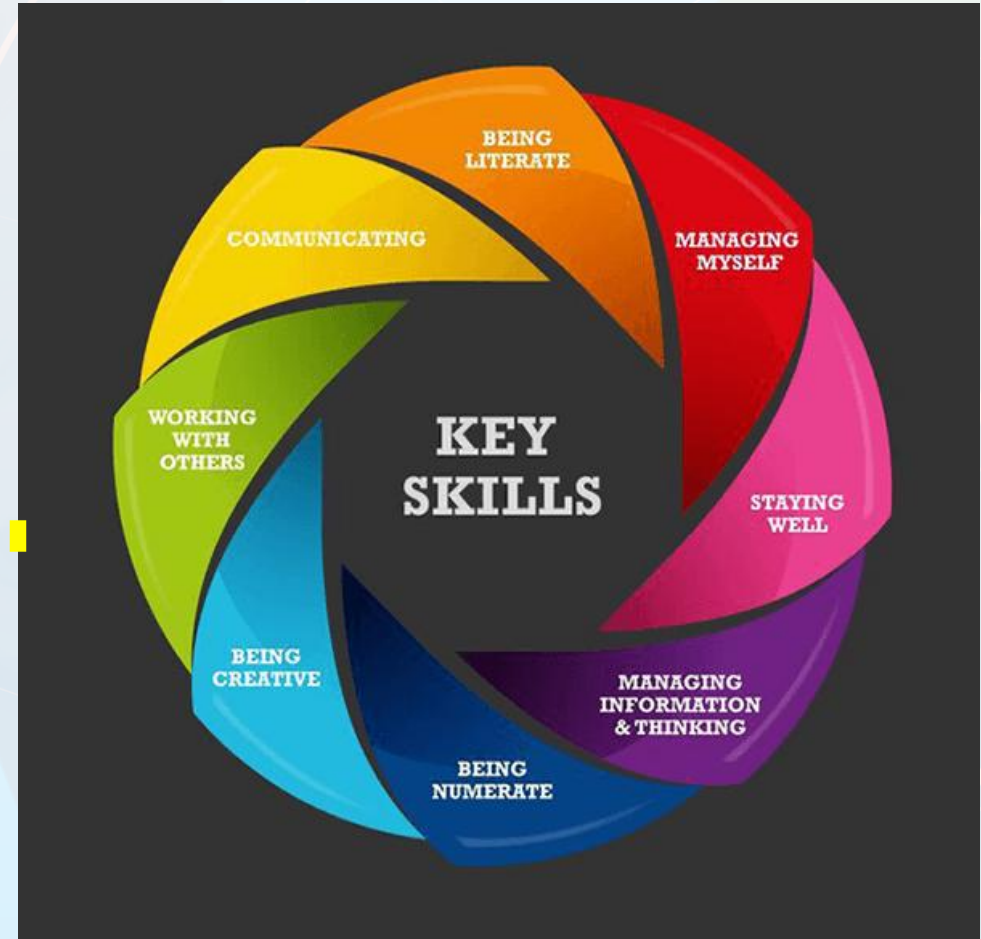 KEY
SKILLS
BEING
LITERATE
MANAGING
MYSELF
STAYING
WELL
MANAGING
INFORMATION
& THINKING
BEING
NUMERATE
BEING
CREATIVE
WORKING
WITH
OTHERS
COMMUNICATING